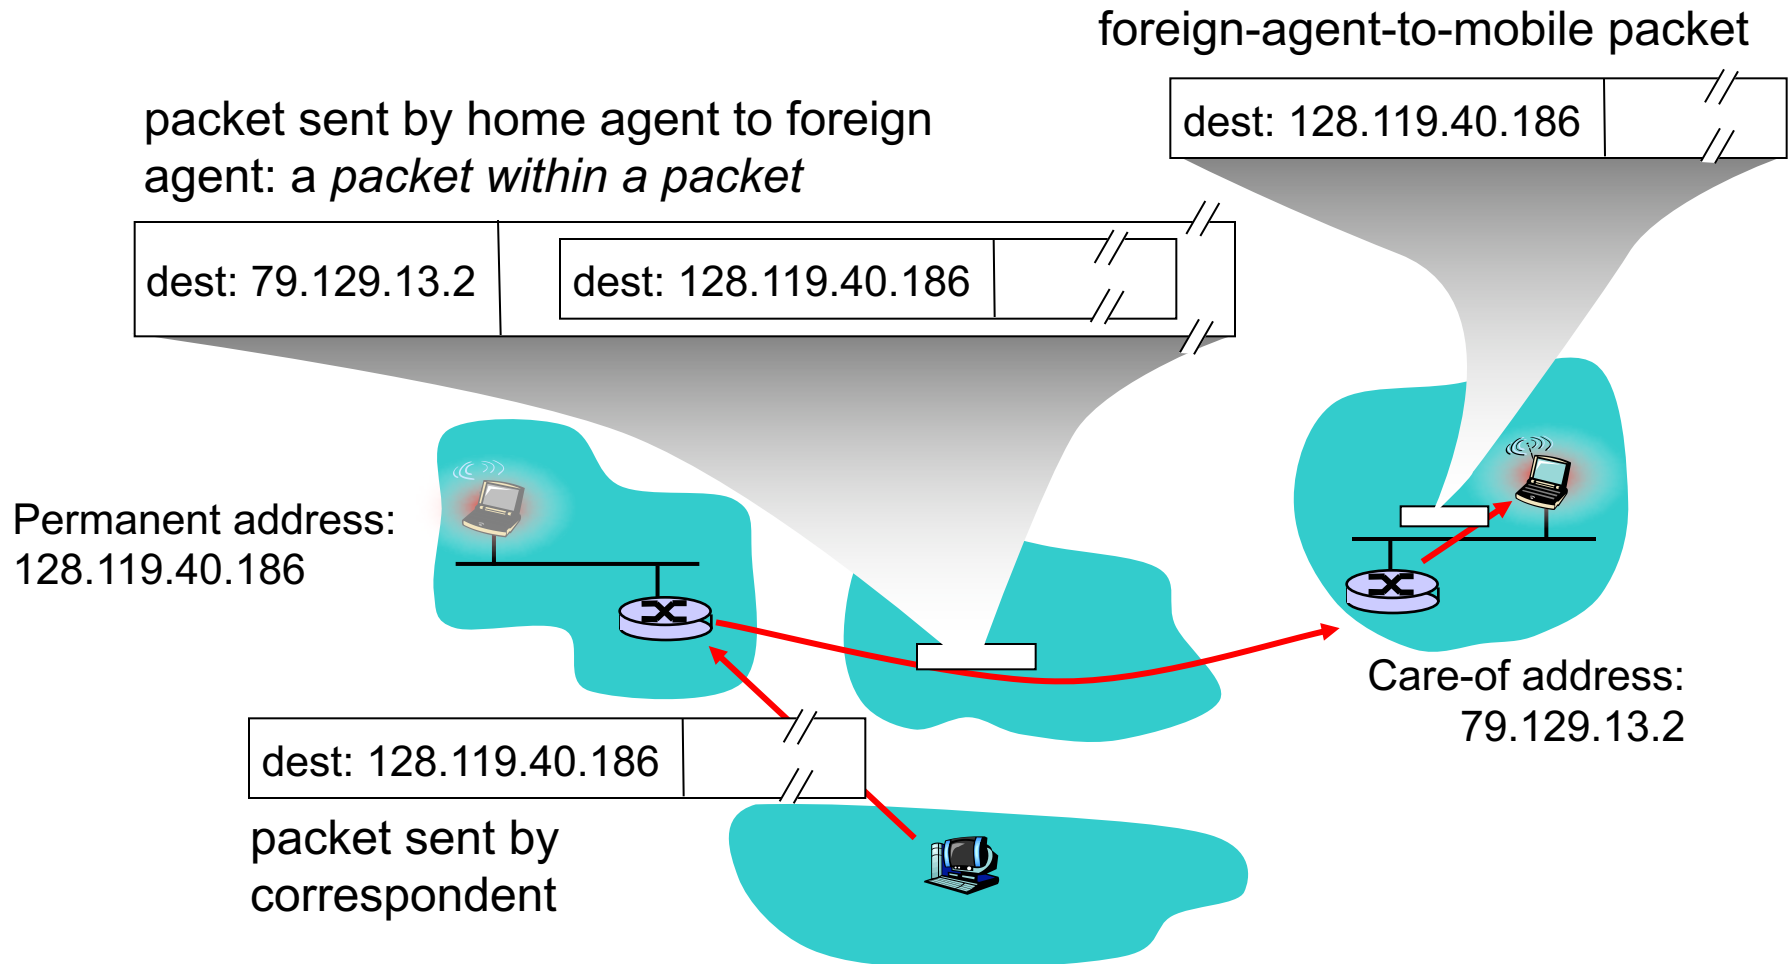 foreign-agent-to-mobile packet
dest: 128.119.40.186
packet sent by home agent to foreign
agent: a packet within a packet
dest: 79.129.13.2
dest: 128.119.40.186
Permanent address:
128.119.40.186
Care-of address:
79.129.13.2
dest: 128.119.40.186
packet sent by
correspondent